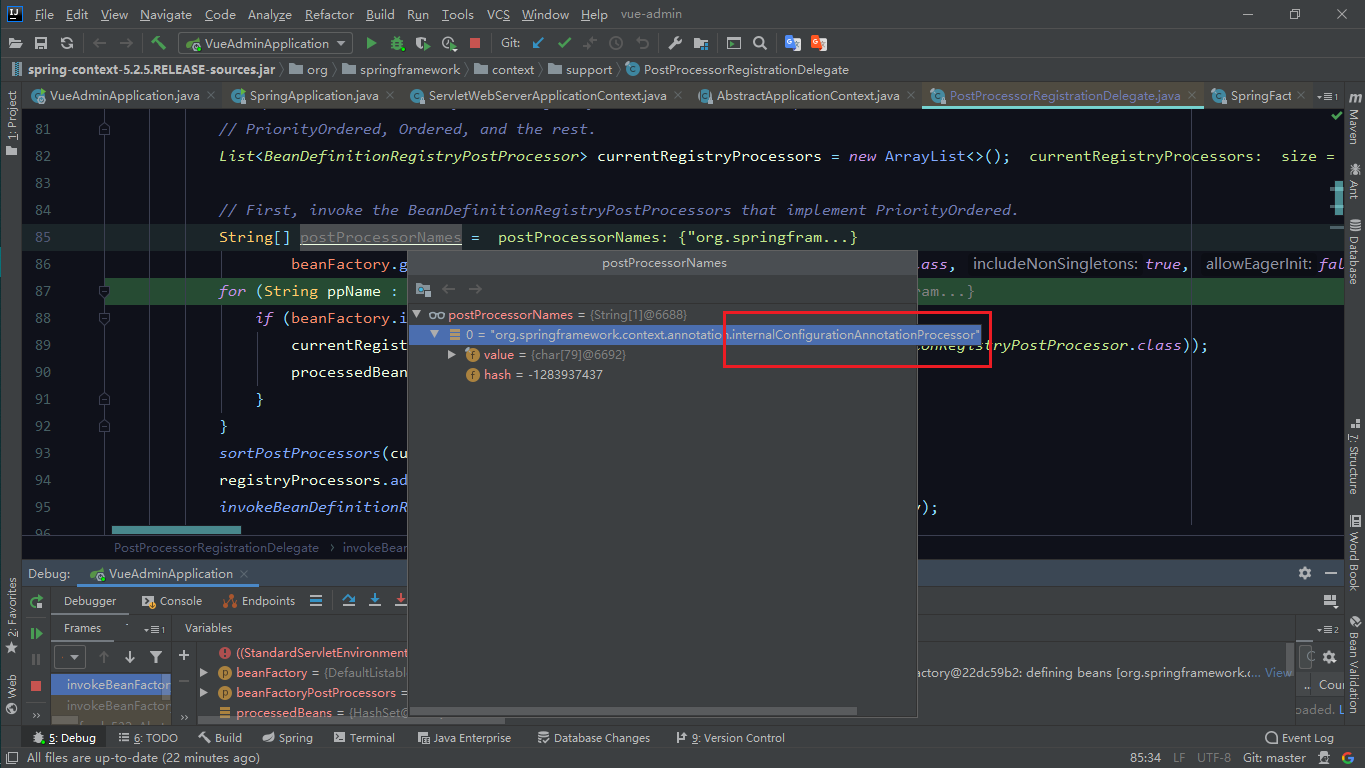 File Edit View Navigate Code Analyze Refactor Build Run Tools VCS Window Help vue-admin
VueAdminApplication Git:
spring-context-5.2.5.RELEASE-sources.jar org springframework context support PostProcessorRegistrationDelegate
VueAdminApplication.java SpringApplication.java ServletWebServerApplicationContext.java AbstractApplicationContext.java PostProcessorRegistrationDelegate.java SpringFact
1: Project
2: Favorites
Web
81 // PriorityOrdered, Ordered, and the rest.
82 List<BeanDefinitionRegistryPostProcessor> currentRegistryProcessors = new ArrayList<>(); currentRegistryProcessors: size =
83
84 // First, invoke the BeanDefinitionRegistryPostProcessors that implement PriorityOrdered.
85 String[] postProcessorNames = postProcessorNames: {"org.springfram...}
86 beanFactory.g lass, includeNonSingletons: true, allowEagerInit: fal
87 for (String ppName : ram...}
88 if (beanFactory.i
89 currentRegist onRegistryPostProcessor.class));
90 processedBean
91 }
92 }
93 sortPostProcessors(cu
94 registryProcessors.ad
95 invokeBeanDefinitionR y);
96
postProcessorNames
postProcessorNames = {String[1]@6688}
0 = "org.springframework.context.annotation.internalConfigurationAnnotationProcessor"
value = {char[79]@6692}
hash = -1283937437
PostProcessorRegistrationDelegate › invokeBean
Debug: VueAdminApplication
Debugger Console Endpoints
Frames Variables
((StandardServletEnvironment
invokeBeanFactor beanFactory = {DefaultListabl actory@22dc59b2: defining beans [org.springframework.c... View
invokeBeanFactor beanFactoryPostProcessors =
processedBeans = {HashSet@
Cou
oaded. L
Maven
Ant
Database
7: Structure
Word Book
Bean Validation
5: Debug 6: TODO Build Spring Terminal Java Enterprise Database Changes 9: Version Control Event Log
All files are up-to-date (22 minutes ago) 85:34 LF UTF-8 Git: master